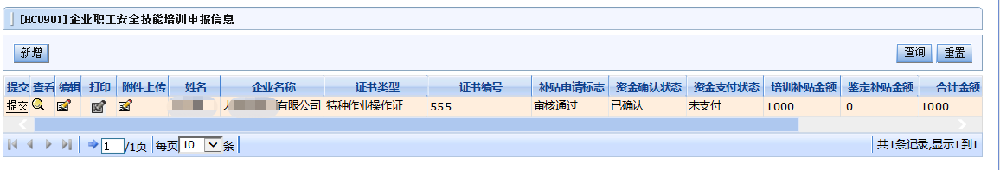 [HC0901]企业职工安全技能培训申报信息
新增 查询 重置
提交 查看 编辑 打印 附件上传 姓名 企业名称 证书类型 证书编号 补贴申请标志 资金确认状态 资金支付状态 培训补贴金额 鉴定补贴金额 合计金额
提交 有限公司 特种作业操作证 555 审核通过 已确认 未支付 1000 0 1000
1 /1页 每页 10 条 共1条记录,显示1到1